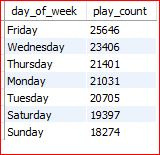 day_of_week play_count
Friday 25646
Wednesday 23406
Thursday 21401
Monday 21031
Tuesday 20705
Saturday 19397
Sunday 18274